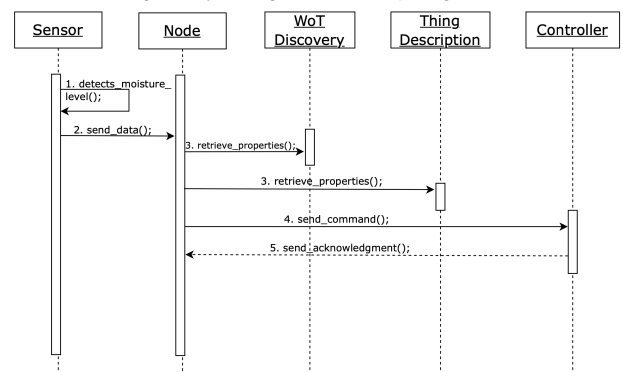 Sensor
Node
WoT
Discovery
Thing
Description
Controller
1. detects_moisture_
level();
2. send_data();
3. retrieve_properties();
3. retrieve_properties();
4. send_command();
5. send_acknowledgment();